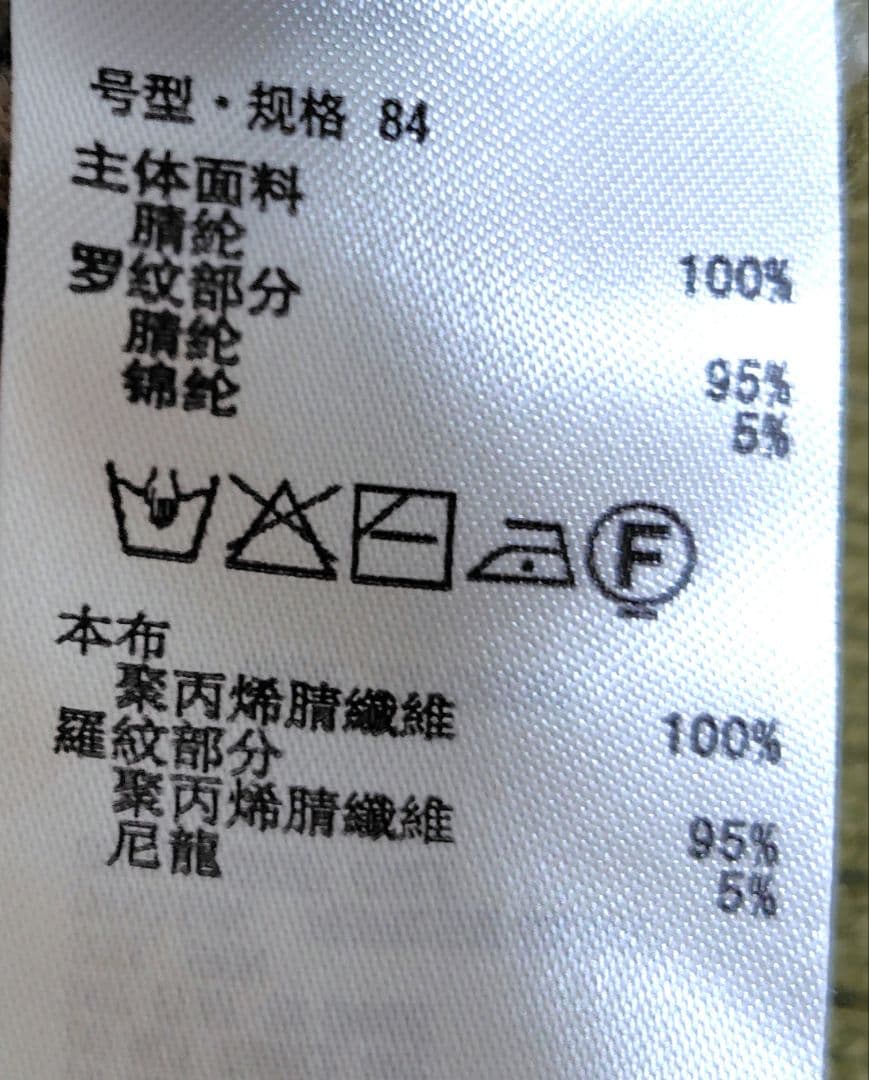 号型・规格 84
主体面料
腈纶 100%
罗纹部分
腈纶 95%
锦纶 5%
F
本布
聚丙烯腈纖維 100%
羅紋部分
聚丙烯腈纖維 95%
尼龍 5%